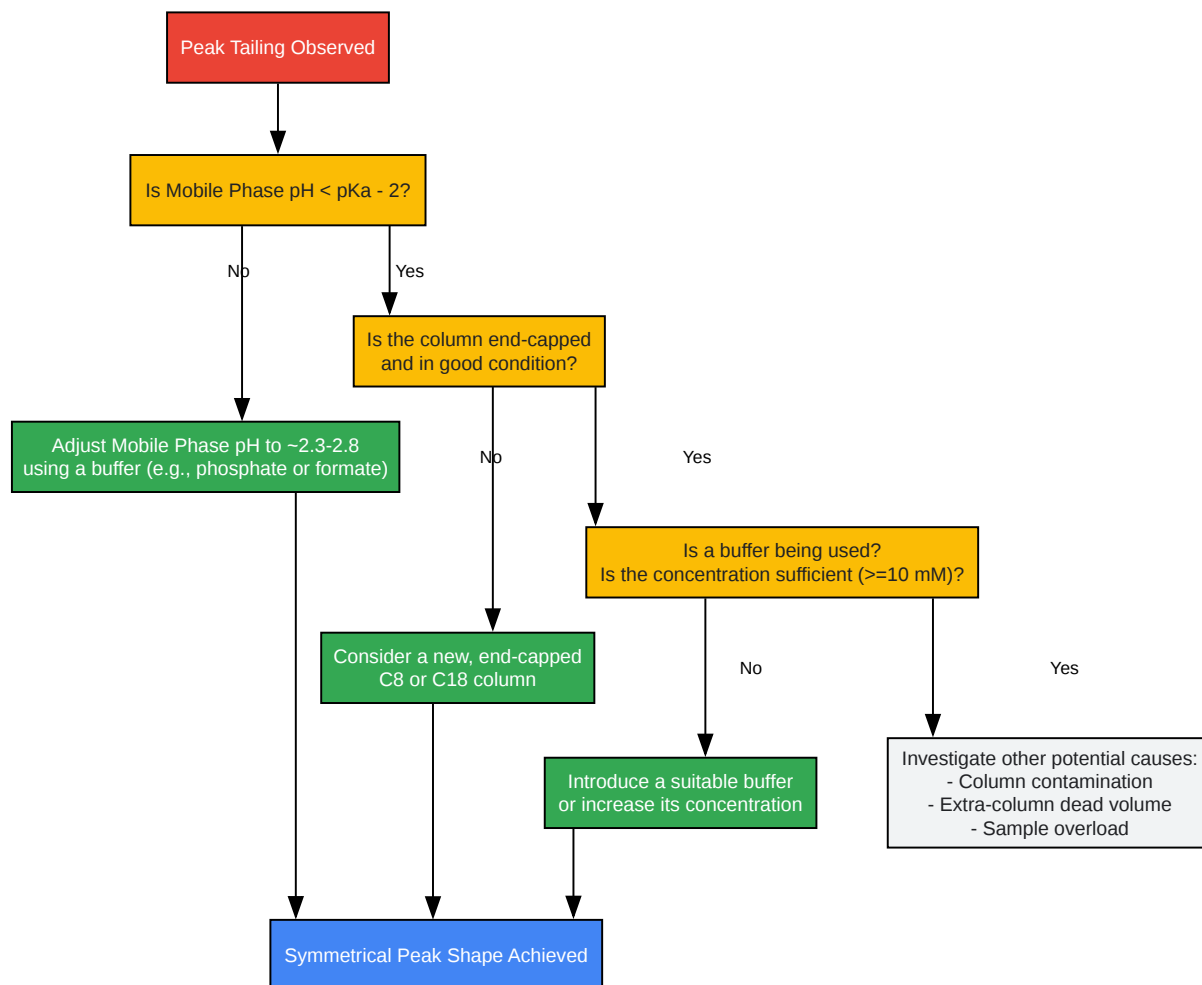 Peak Tailing Observed
Is Mobile Phase pH < pKa - 2?
No
Yes
Is the column end-capped
and in good condition?
Adjust Mobile Phase pH to ~2.3-2.8
using a buffer (e.g., phosphate or formate)
No
Yes
Is a buffer being used?
Is the concentration sufficient (>=10 mM)?
Consider a new, end-capped
C8 or C18 column
No
Yes
Introduce a suitable buffer
or increase its concentration
Investigate other potential causes:
- Column contamination
- Extra-column dead volume
- Sample overload
Symmetrical Peak Shape Achieved